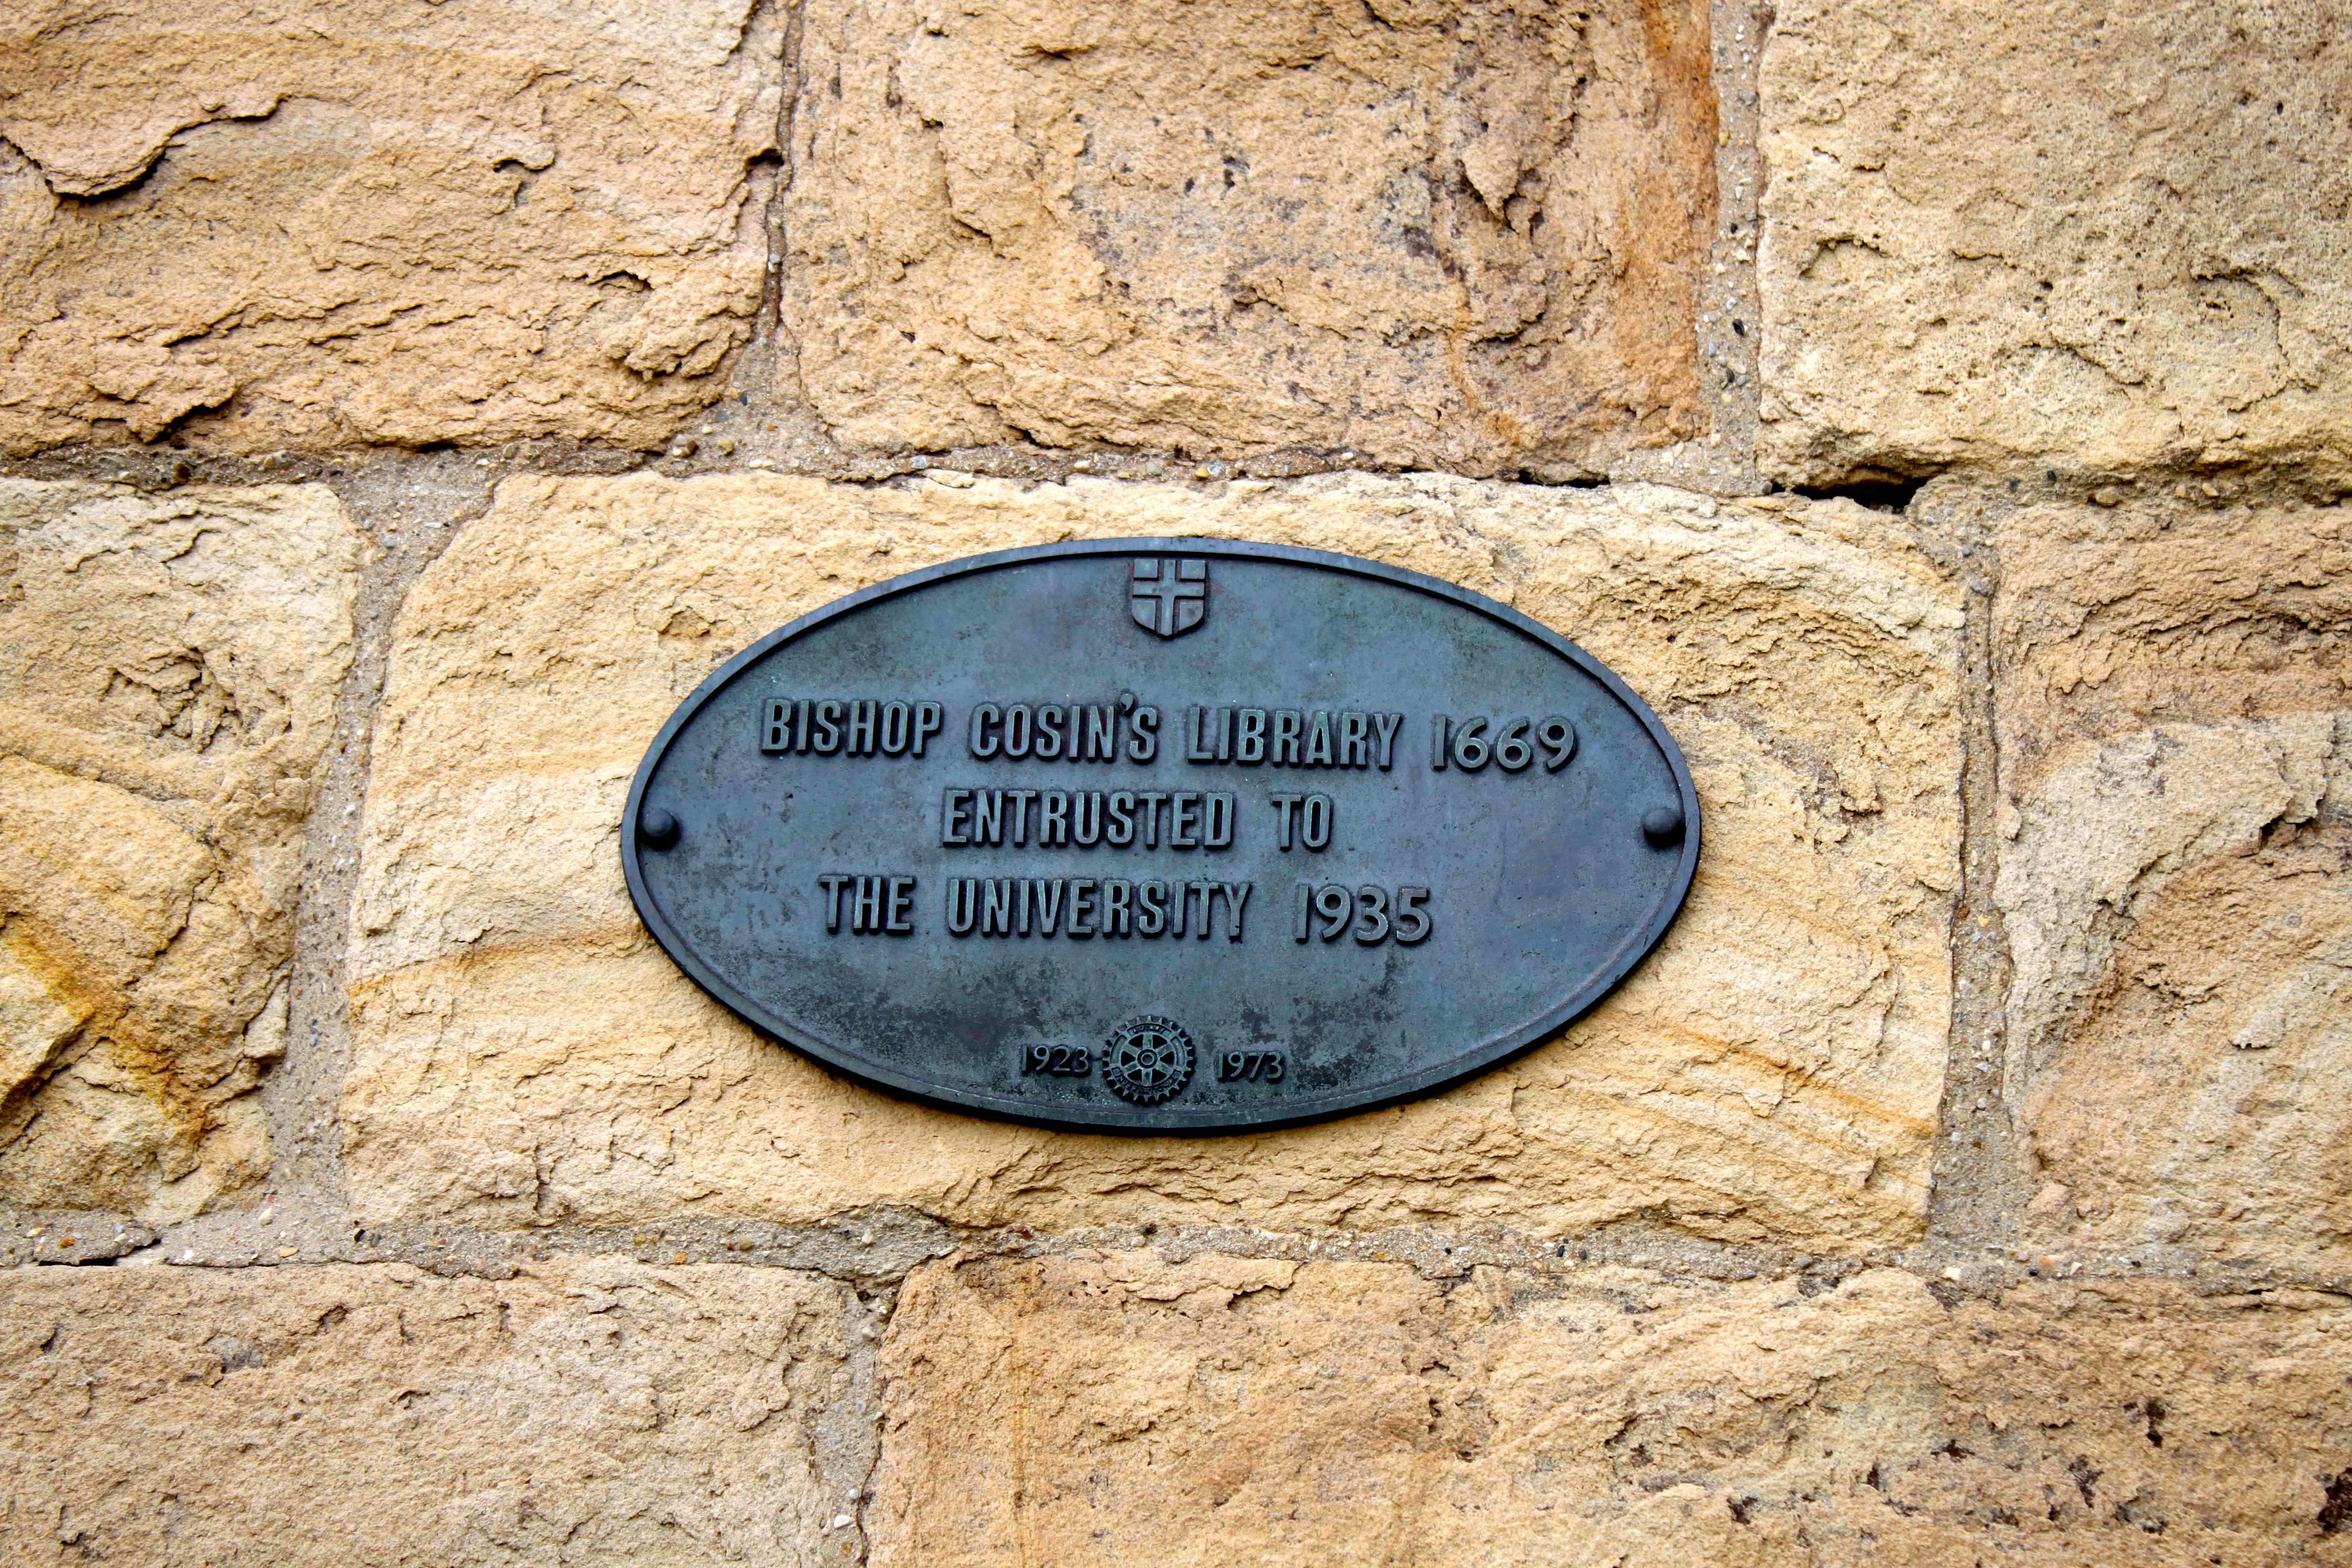 BISHOP COSIN'S LIBRARY 1669
ENTRUSTED TO
THE UNIVERSITY 1935
1923 1973